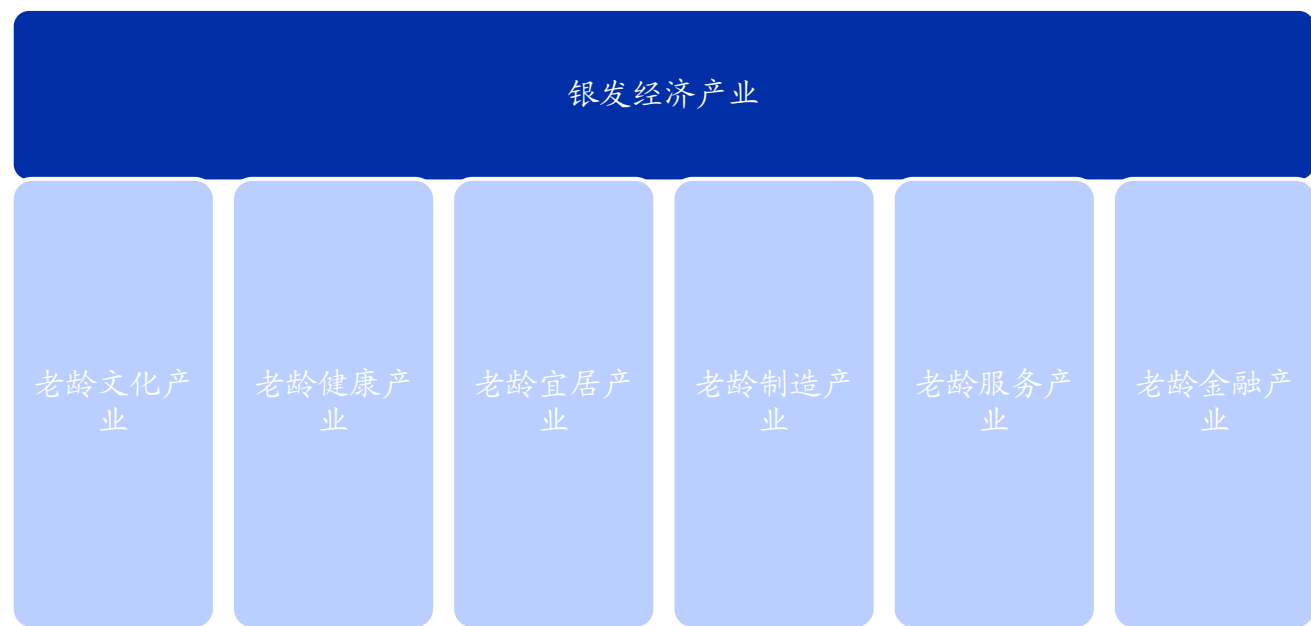 银发经济产业
老龄文化产
业
老龄健康产
业
老龄宜居产
业
老龄制造产
业
老龄服务产
业
老龄金融产
业